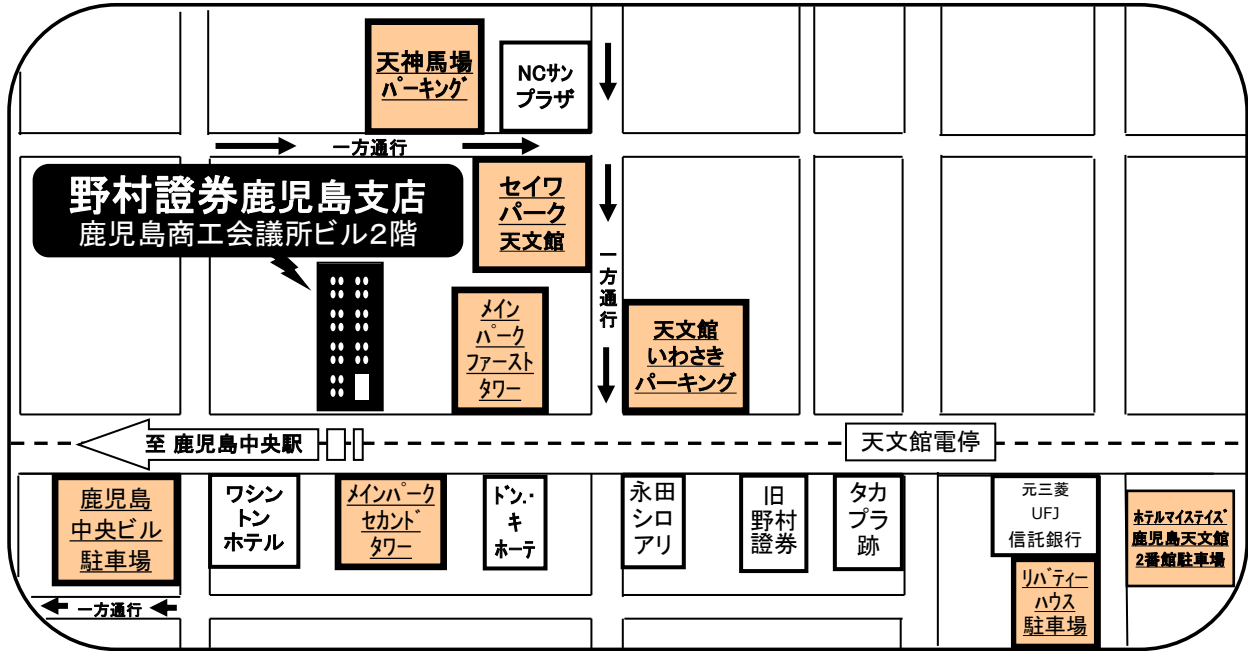 天神馬場
パーキング
NCサン
プラザ
一方通行
野村證券鹿児島支店
鹿児島商工会議所ビル2階
セイワ
パーク
天文館
一方通行
メイン
パーク
ファースト
タワー
天文館
いわさき
パーキング
至 鹿児島中央駅
天文館電停
鹿児島
中央ビル
駐車場
ワシン
トン
ホテル
メインパーク
セカンド
タワー
ドン.・
キ
ホーテ
永田
シロ
アリ
旧
野村
證券
タカ
プラ
跡
元三菱
UFJ
信託銀行
ホテルマイステイズ
鹿児島天文館
2番館駐車場
リバティー
ハウス
駐車場
一方通行